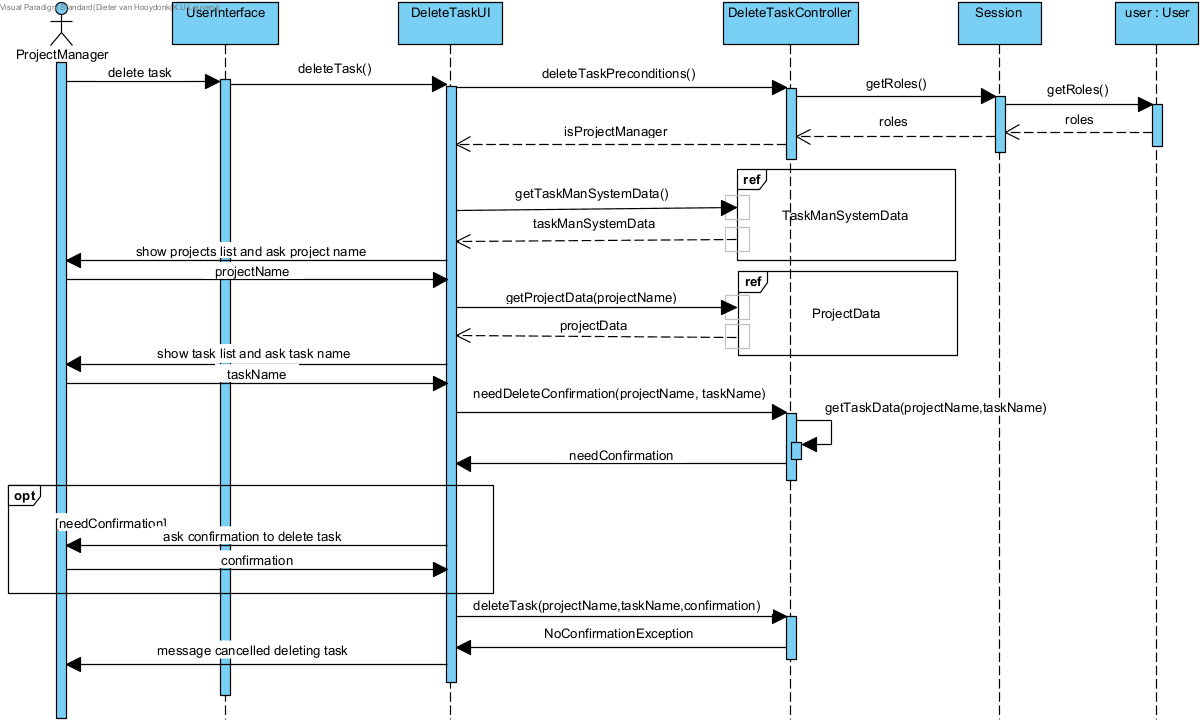 Visual Paradigm Standard(Dieter van Hooydonk(K.U.Leuven))
UserInterface
DeleteTaskUI
DeleteTaskController
Session
user : User
ProjectManager
delete task
deleteTask()
deleteTaskPreconditions()
getRoles()
getRoles()
roles
roles
isProjectManager
ref
getTaskManSystemData()
TaskManSystemData
taskManSystemData
show projects list and ask project name
projectName
ref
getProjectData(projectName)
ProjectData
projectData
show task list and ask task name
taskName
needDeleteConfirmation(projectName, taskName)
getTaskData(projectName,taskName)
needConfirmation
opt
[needConfirmation]
ask confirmation to delete task
confirmation
deleteTask(projectName,taskName,confirmation)
NoConfirmationException
message cancelled deleting task